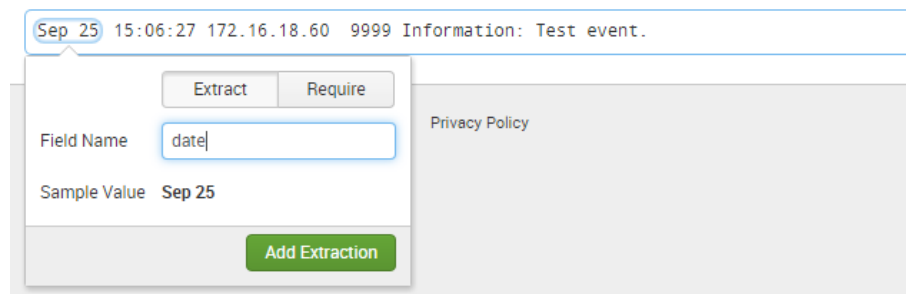 Sep 25 15:06:27 172.16.18.60  9999 Information: Test event.
Extract Require
Privacy Policy
Field Name date
Sample Value Sep 25
Add Extraction